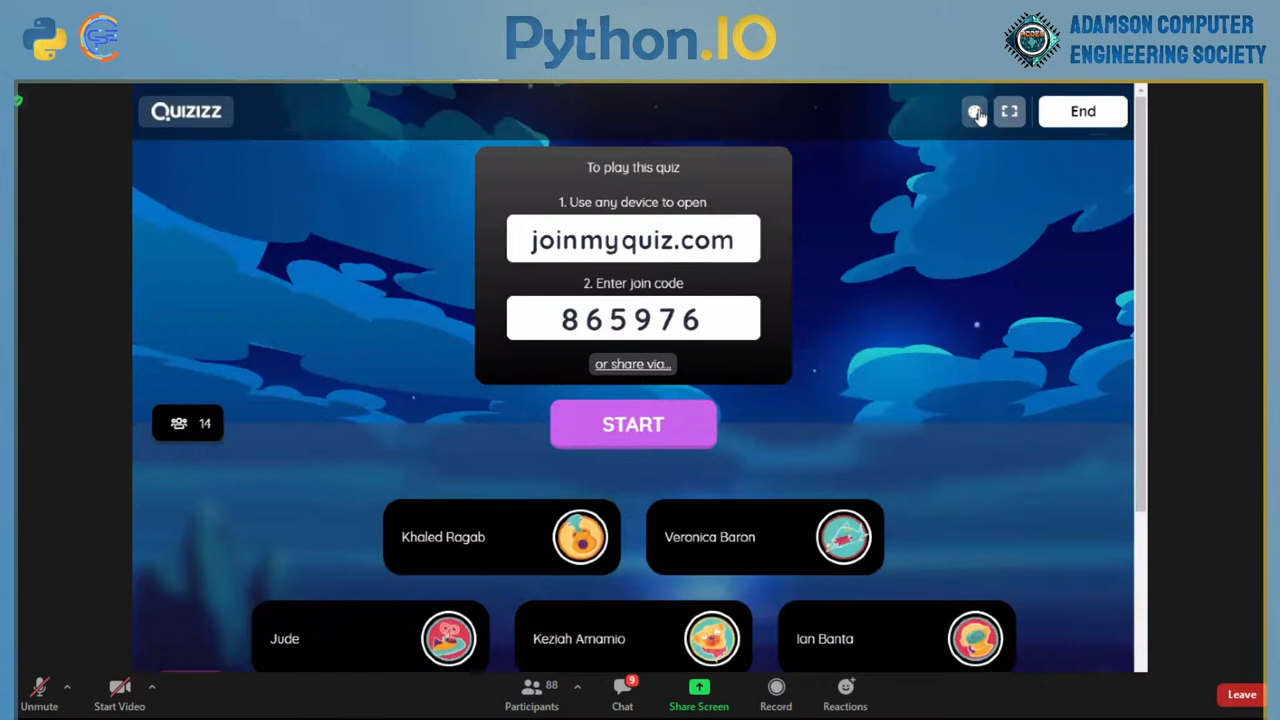 Python.IO
ADAMSON COMPUTER
ENGINEERING SOCIETY
Quizizz
End
To play this quiz
1. Use any device to open
joinmyquiz.com
2. Enter join code
865976
or share via...
14
START
Khaled Ragab
Veronica Baron
Jude
Keziah Amamio
Ian Banta
Unmute
Start Video
88
Participants
9
Chat
Share Screen
Record
Reactions
Leave